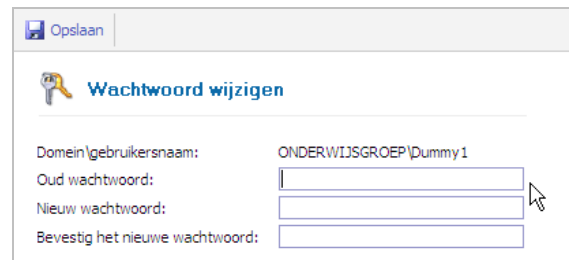 Opslaan
Wachtwoord wijzigen
Domein\gebruikersnaam: ONDERWIJSGROEP\Dummy1
Oud wachtwoord:
Nieuw wachtwoord:
Bevestig het nieuwe wachtwoord: